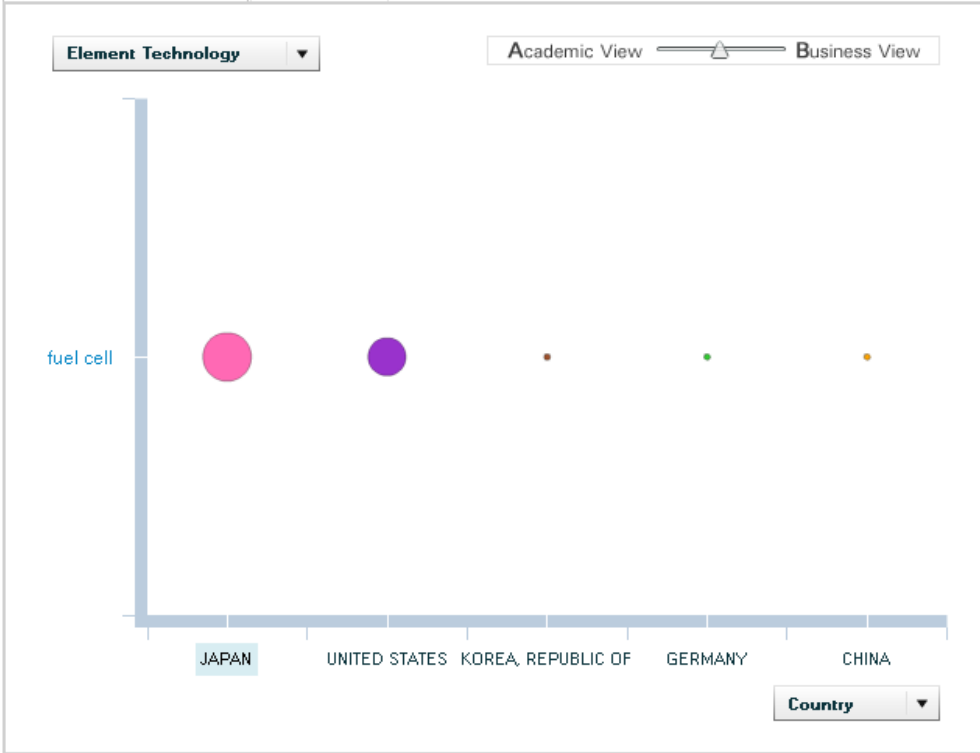 Element Technology
Academic View Business View
fuel cell
JAPAN UNITED STATES KOREA, REPUBLIC OF GERMANY CHINA
Country